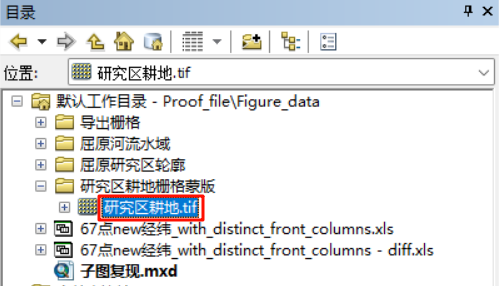 目录
位置: 研究区耕地.tif
默认工作目录 - Proof_file\Figure_data
导出栅格
屈原河流水域
屈原研究区轮廓
研究区耕地栅格蒙版
研究区耕地.tif
67点new经纬_with_distinct_front_columns.xls
67点new经纬_with_distinct_front_columns - diff.xls
子图复现.mxd